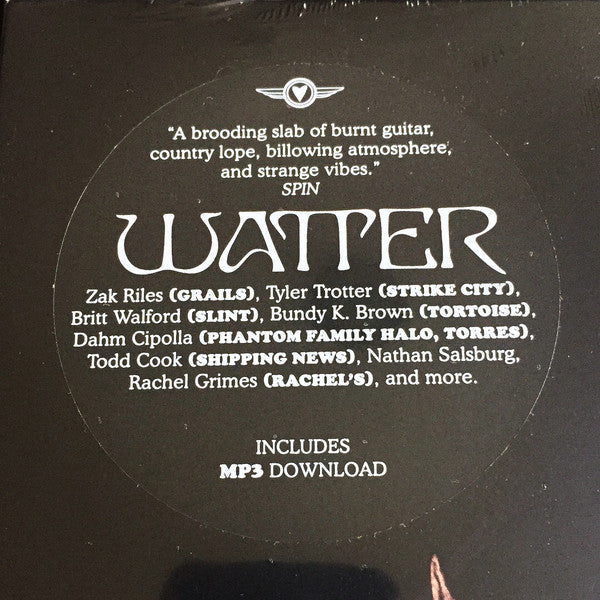 “A brooding slab of burnt guitar,
country lope, billowing atmosphere,
and strange vibes.”
SPIN
WATTER
Zak Riles (GRAILS), Tyler Trotter (STRIKE CITY),
Britt Walford (SLINT), Bundy K. Brown (TORTOISE),
Dahm Cipolla (PHANTOM FAMILY HALO, TORRES),
Todd Cook (SHIPPING NEWS), Nathan Salsburg,
Rachel Grimes (RACHEL’S), and more.
INCLUDES
MP3 DOWNLOAD